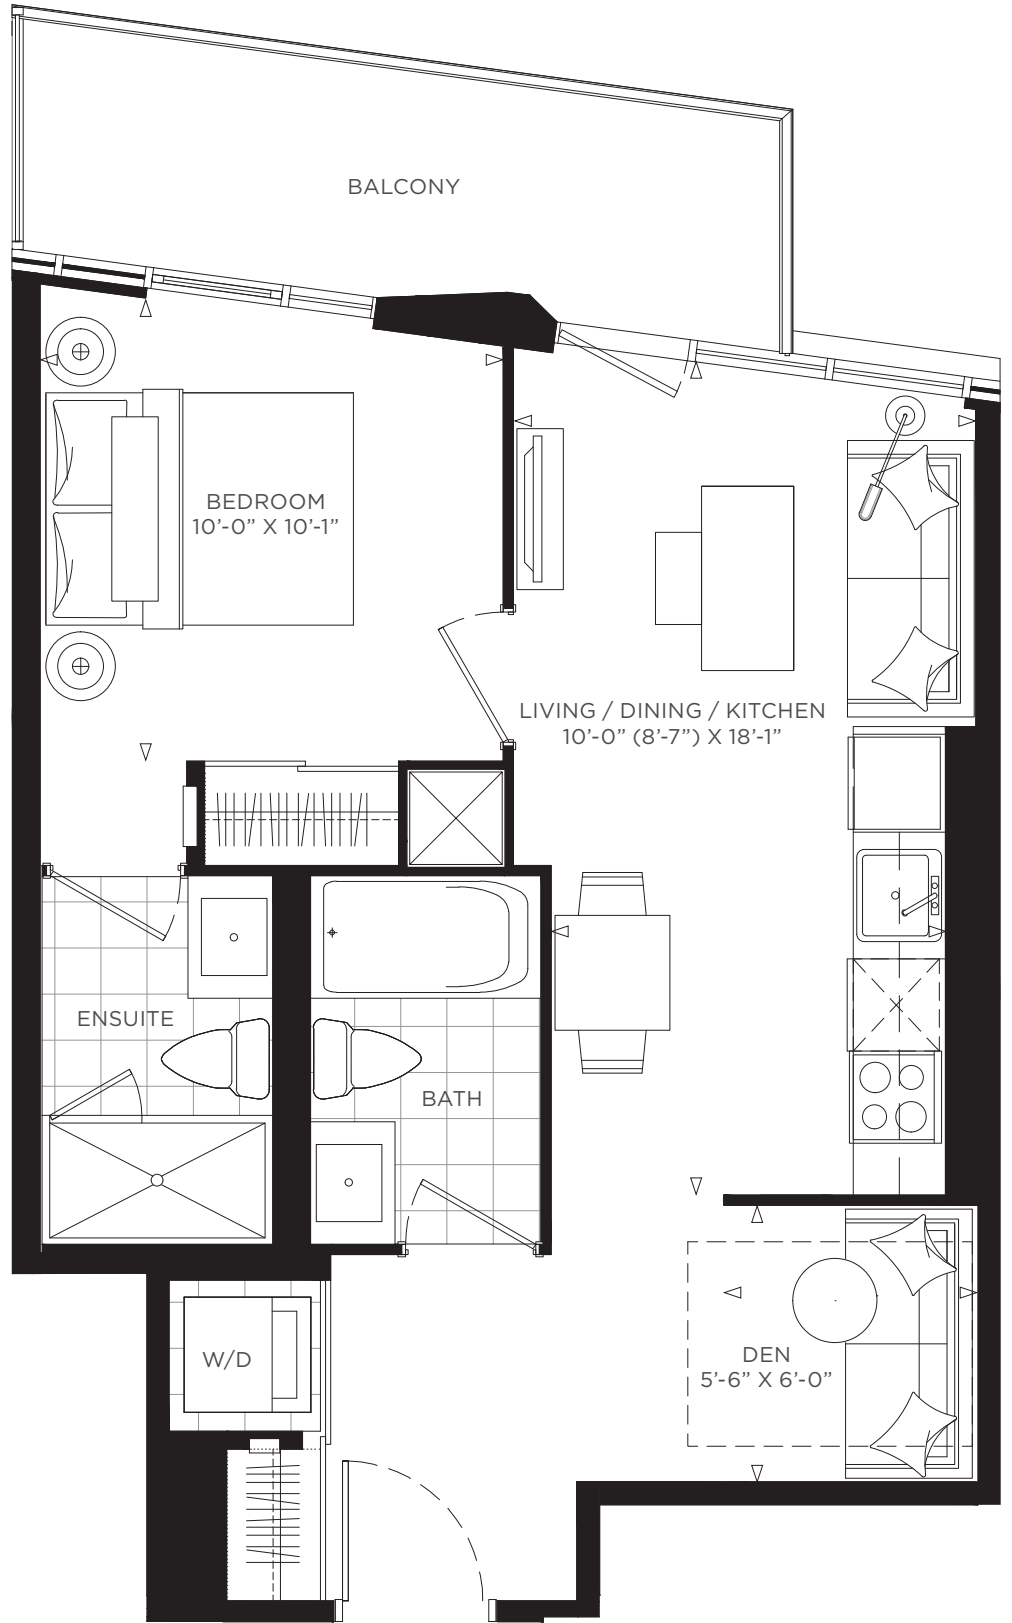 BALCONY
BEDROOM
10’-0” X 10’-1”
LIVING / DINING / KITCHEN
10’-0” (8’-7”) X 18’-1”
ENSUITE
BATH
W/D
DEN
5’-6” X 6’-0”